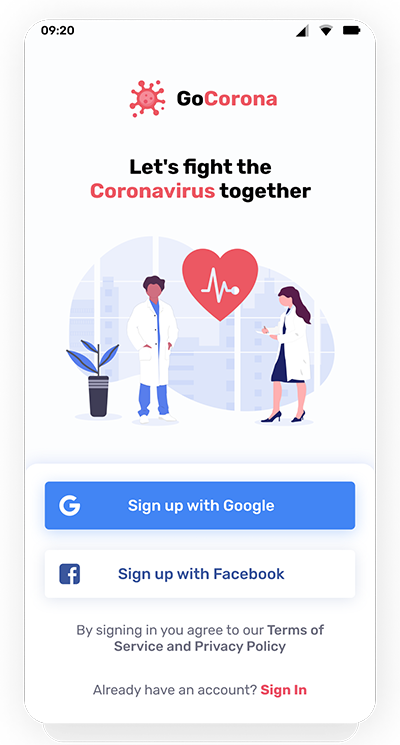 09:20
GoCorona
Let's fight the
Coronavirus together
Sign up with Google
Sign up with Facebook
By signing in you agree to our Terms of
Service and Privacy Policy
Already have an account? Sign In